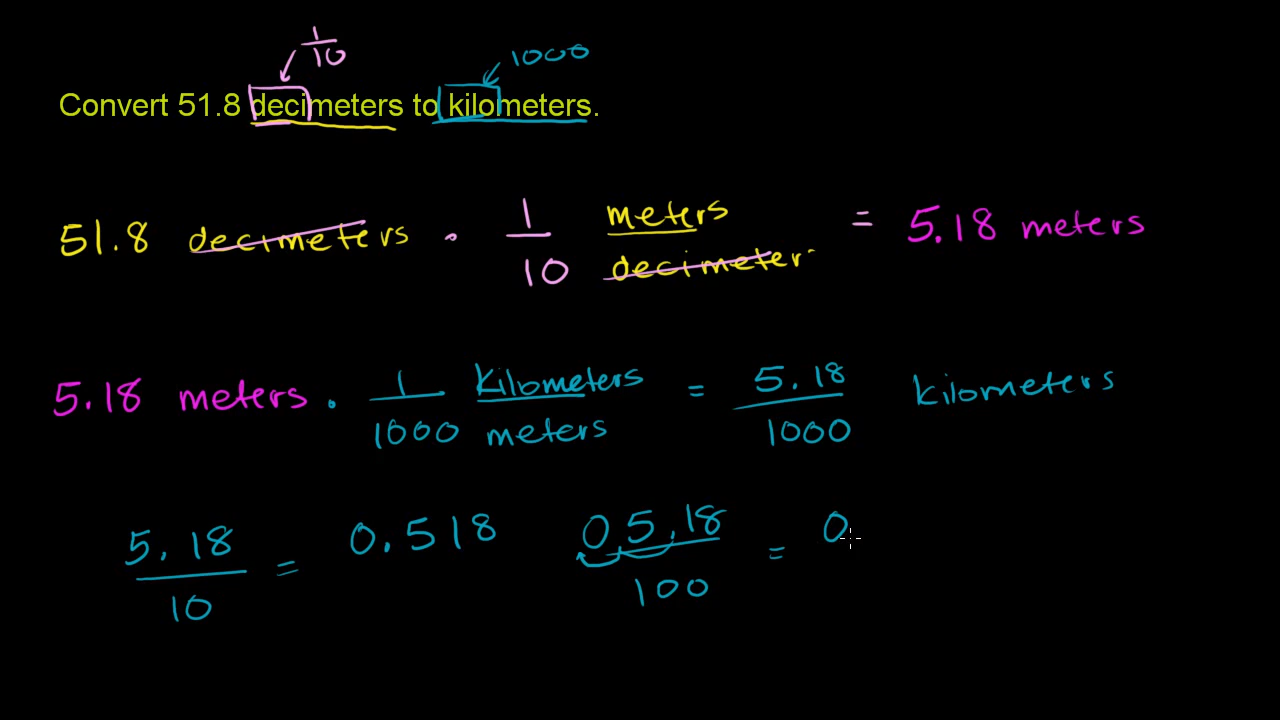 1/10 1000
Convert 51.8 decimeters to kilometers.
51.8 decimeters · 1/10 meters/decimeter = 5.18 meters
5.18 meters · 1/1000 kilometers/meters = 5.18/1000 kilometers
5.18/10 = 0.518 05.18/100 = 0.